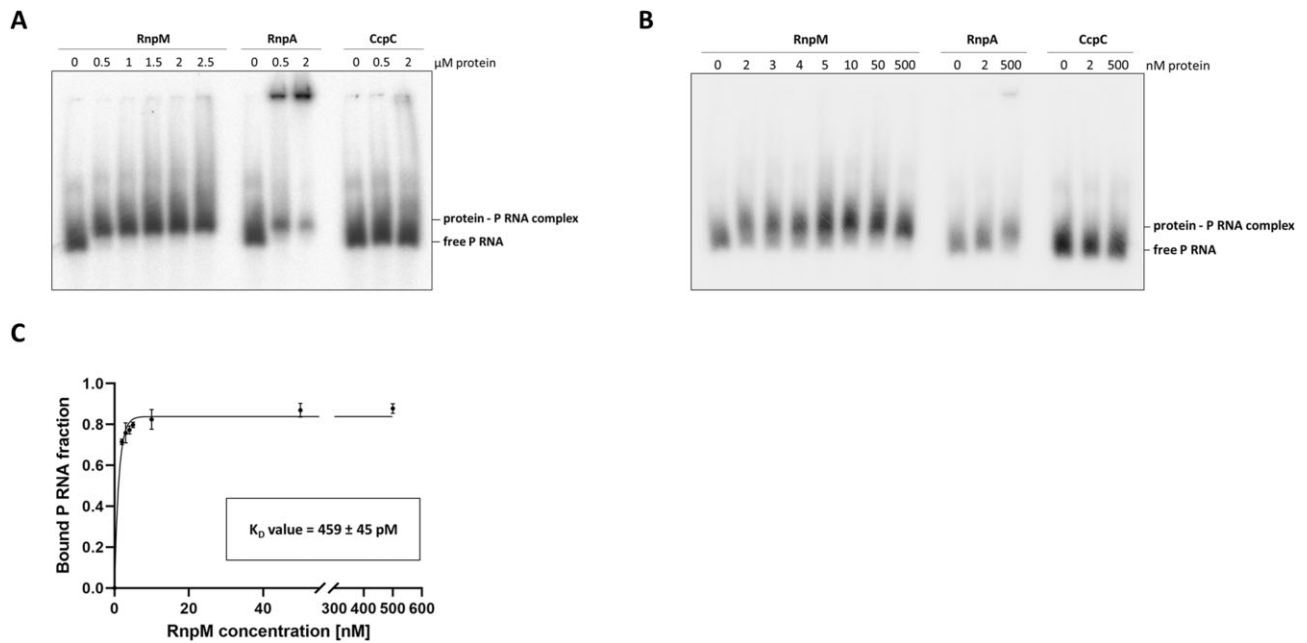 A
RnpM RnpA CcpC
0 0.5 1 1.5 2 2.5 0 0.5 2 0 0.5 2 µM protein
protein - P RNA complex
free P RNA
B
RnpM RnpA CcpC
0 2 3 4 5 10 50 500 0 2 500 0 2 500 nM protein
protein - P RNA complex
free P RNA
C
Bound P RNA fraction
1.0
0.8
0.6
0.4
0.2
0.0
K_D value = 459 ± 45 pM
0 20 40 300 400 500 600
RnpM concentration [nM]